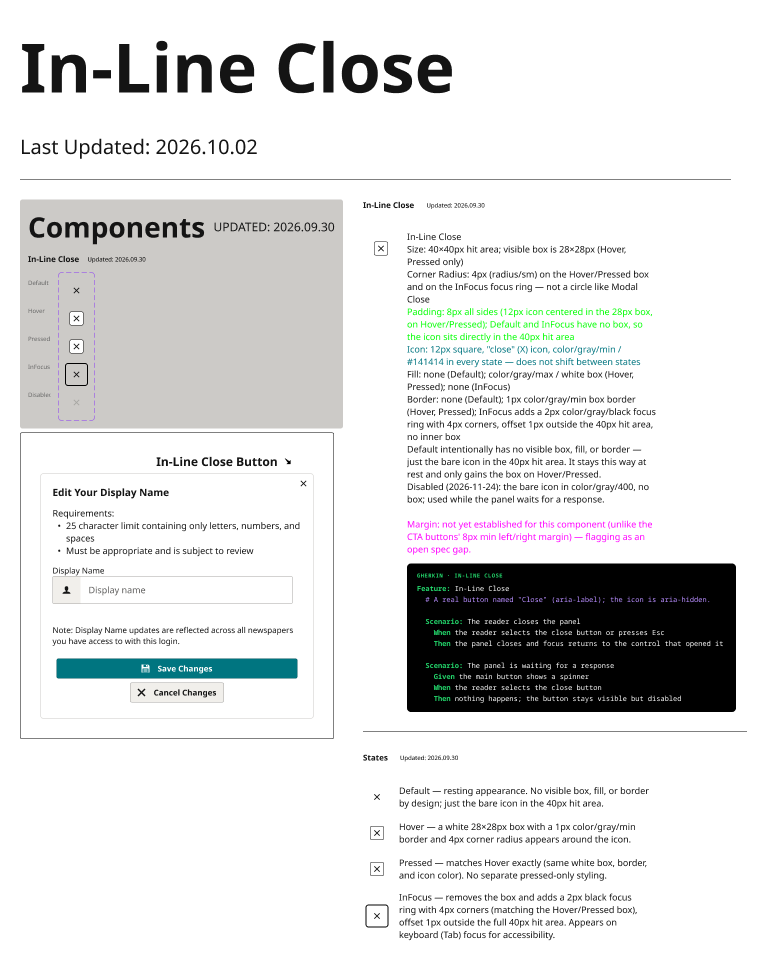 In-Line Close
Last Updated: 2026.10.02
Components UPDATED: 2026.09.30
In-Line Close Updated: 2026.09.30
Default
Hover
Pressed
InFocus
Disabled
In-Line Close Button
Edit Your Display Name
Requirements:
• 25 character limit containing only letters, numbers, and
spaces
• Must be appropriate and is subject to review
Display Name
Display name
Note: Display Name updates are reflected across all newspapers
you have access to with this login.
Save Changes
Cancel Changes
In-Line Close Updated: 2026.09.30
In-Line Close
Size: 40×40px hit area; visible box is 28×28px (Hover,
Pressed only)
Corner Radius: 4px (radius/sm) on the Hover/Pressed box
and on the InFocus focus ring — not a circle like Modal
Close
Padding: 8px all sides (12px icon centered in the 28px box,
on Hover/Pressed); Default and InFocus have no box, so
the icon sits directly in the 40px hit area
Icon: 12px square, "close" (X) icon, color/gray/min /
#141414 in every state — does not shift between states
Fill: none (Default); color/gray/max / white box (Hover,
Pressed); none (InFocus)
Border: none (Default); 1px color/gray/min box border
(Hover, Pressed); InFocus adds a 2px color/gray/black focus
ring with 4px corners, offset 1px outside the 40px hit area,
no inner box
Default intentionally has no visible box, fill, or border —
just the bare icon in the 40px hit area. It stays this way at
rest and only gains the box on Hover/Pressed.
Disabled (2026-11-24): the bare icon in color/gray/400, no
box; used while the panel waits for a response.
Margin: not yet established for this component (unlike the
CTA buttons' 8px min left/right margin) — flagging as an
open spec gap.
GHERKIN · IN-LINE CLOSE
Feature: In-Line Close
# A real button named "Close" (aria-label); the icon is aria-hidden.
Scenario: The reader closes the panel
When the reader selects the close button or presses Esc
Then the panel closes and focus returns to the control that opened it
Scenario: The panel is waiting for a response
Given the main button shows a spinner
When the reader selects the close button
Then nothing happens; the button stays visible but disabled
States Updated: 2026.09.30
Default — resting appearance. No visible box, fill, or border
by design; just the bare icon in the 40px hit area.
Hover — a white 28×28px box with a 1px color/gray/min
border and 4px corner radius appears around the icon.
Pressed — matches Hover exactly (same white box, border,
and icon color). No separate pressed-only styling.
InFocus — removes the box and adds a 2px black focus
ring with 4px corners (matching the Hover/Pressed box),
offset 1px outside the full 40px hit area. Appears on
keyboard (Tab) focus for accessibility.